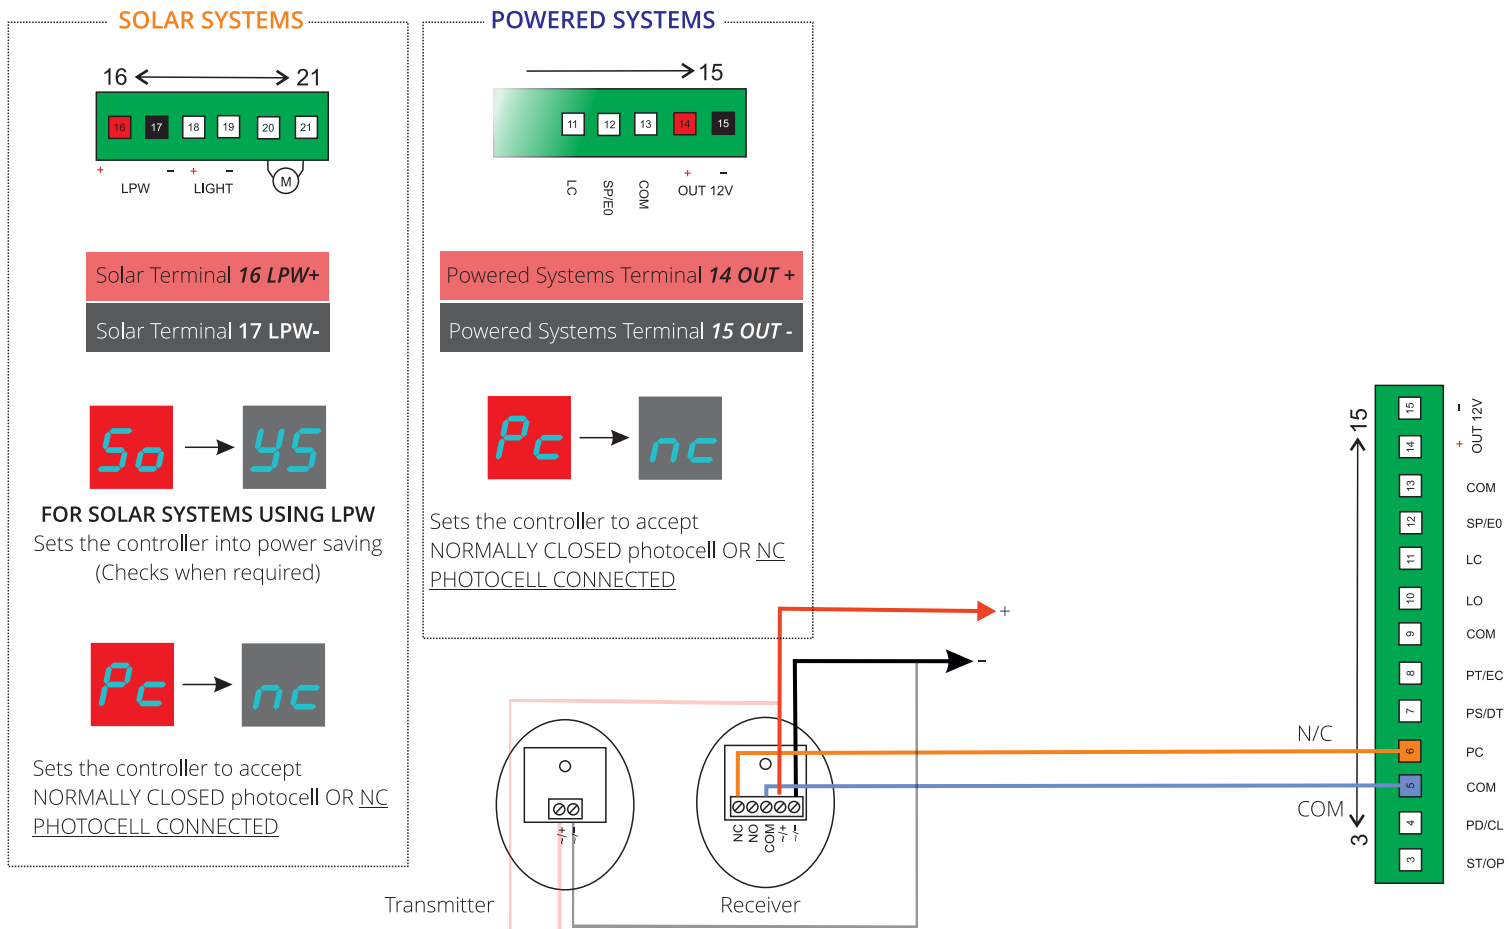 SOLAR SYSTEMS
16 21
16 17 18 19 20 21
+ - + -
LPW LIGHT M
Solar Terminal 16 LPW+
Solar Terminal 17 LPW-
So YS
FOR SOLAR SYSTEMS USING LPW
Sets the controller into power saving
(Checks when required)
Pc nc
Sets the controller to accept
NORMALLY CLOSED photocell OR NC
PHOTOCELL CONNECTED
POWERED SYSTEMS
15
11 12 13 14 15
+ -
LC SP/E0 COM OUT 12V
Powered Systems Terminal 14 OUT +
Powered Systems Terminal 15 OUT -
Pc nc
Sets the controller to accept
NORMALLY CLOSED photocell OR NC
PHOTOCELL CONNECTED
+
-
~/+ ~/-
Transmitter
NC NO COM ~/+ ~/-
Receiver
N/C
COM
15
3
15 -
14 +
OUT 12V
13 COM
12 SP/E0
11 LC
10 LO
9 COM
8 PT/EC
7 PS/DT
6 PC
5 COM
4 PD/CL
3 ST/OP